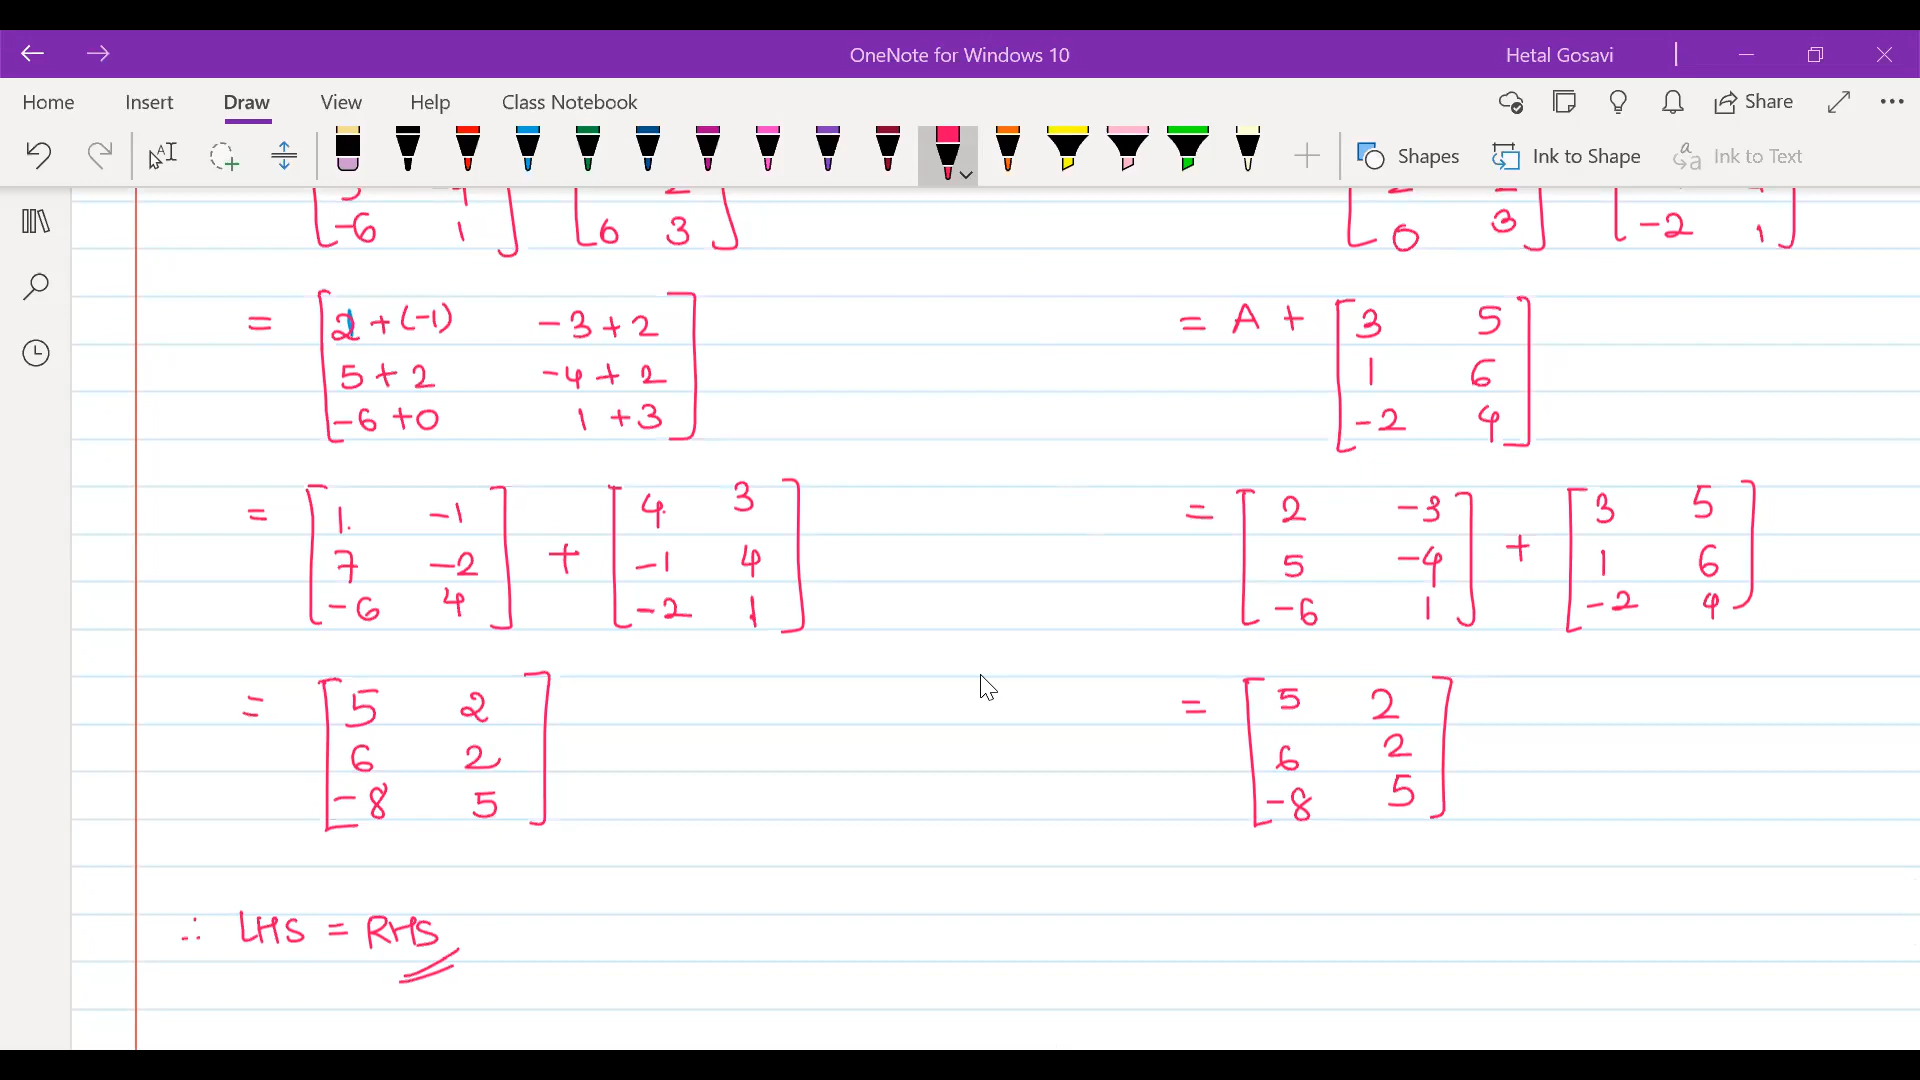 OneNote for Windows 10 Hetal Gosavi
Home Insert Draw View Help Class Notebook Share
Shapes Ink to Shape Ink to Text
-6 1 6 3 0 3 -2 1
= [2+(-1) -3+2] = A + [3 5]
5+2 -4+2 1 6
-6+0 1+3 -2 4
= [1 -1] + [4 3] = [2 -3] + [3 5]
7 -2 -1 4 5 -4 1 6
-6 4 -2 1 -6 1 -2 4
= [5 2] = [5 2]
6 2 6 2
-8 5 -8 5
∴ LHS = RHS